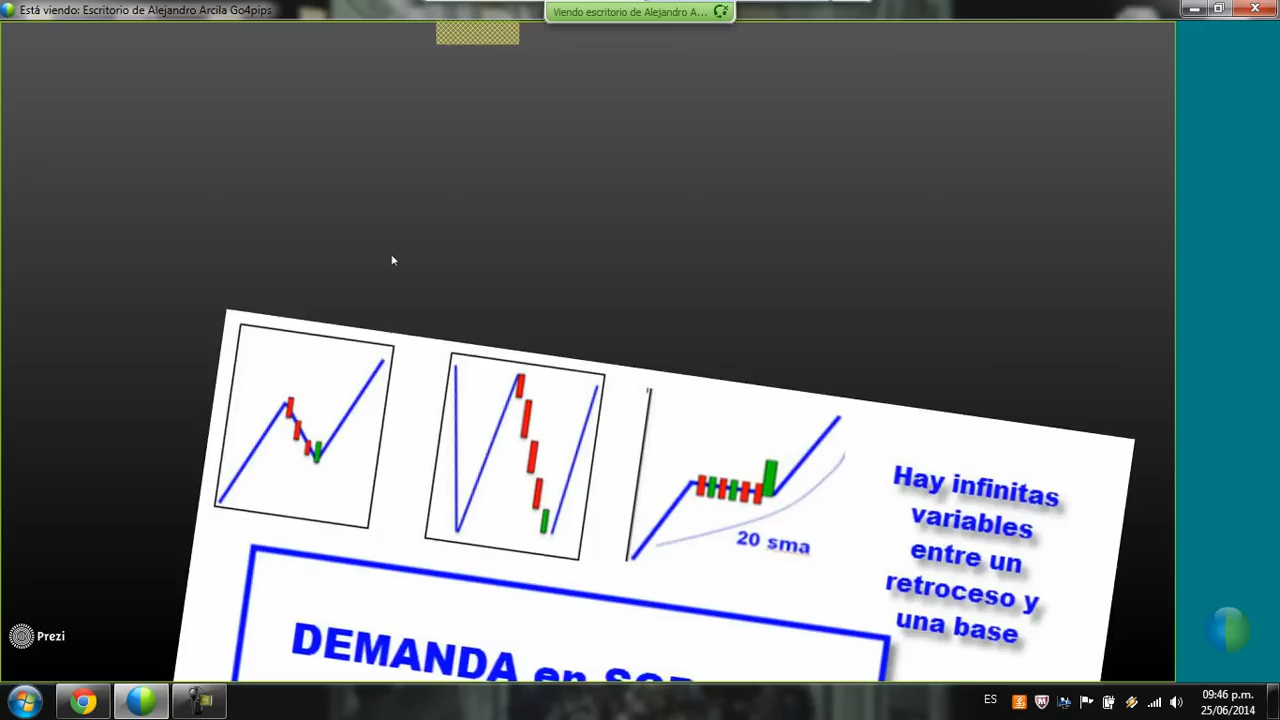 Está viendo: Escritorio de Alejandro Arcila Go4pips
Viendo escritorio de Alejandro A...
20 sma
Hay infinitas
variables
entre un
retroceso y
una base
DEMANDA en
Prezi
ES
09:46 p.m.
25/06/2014